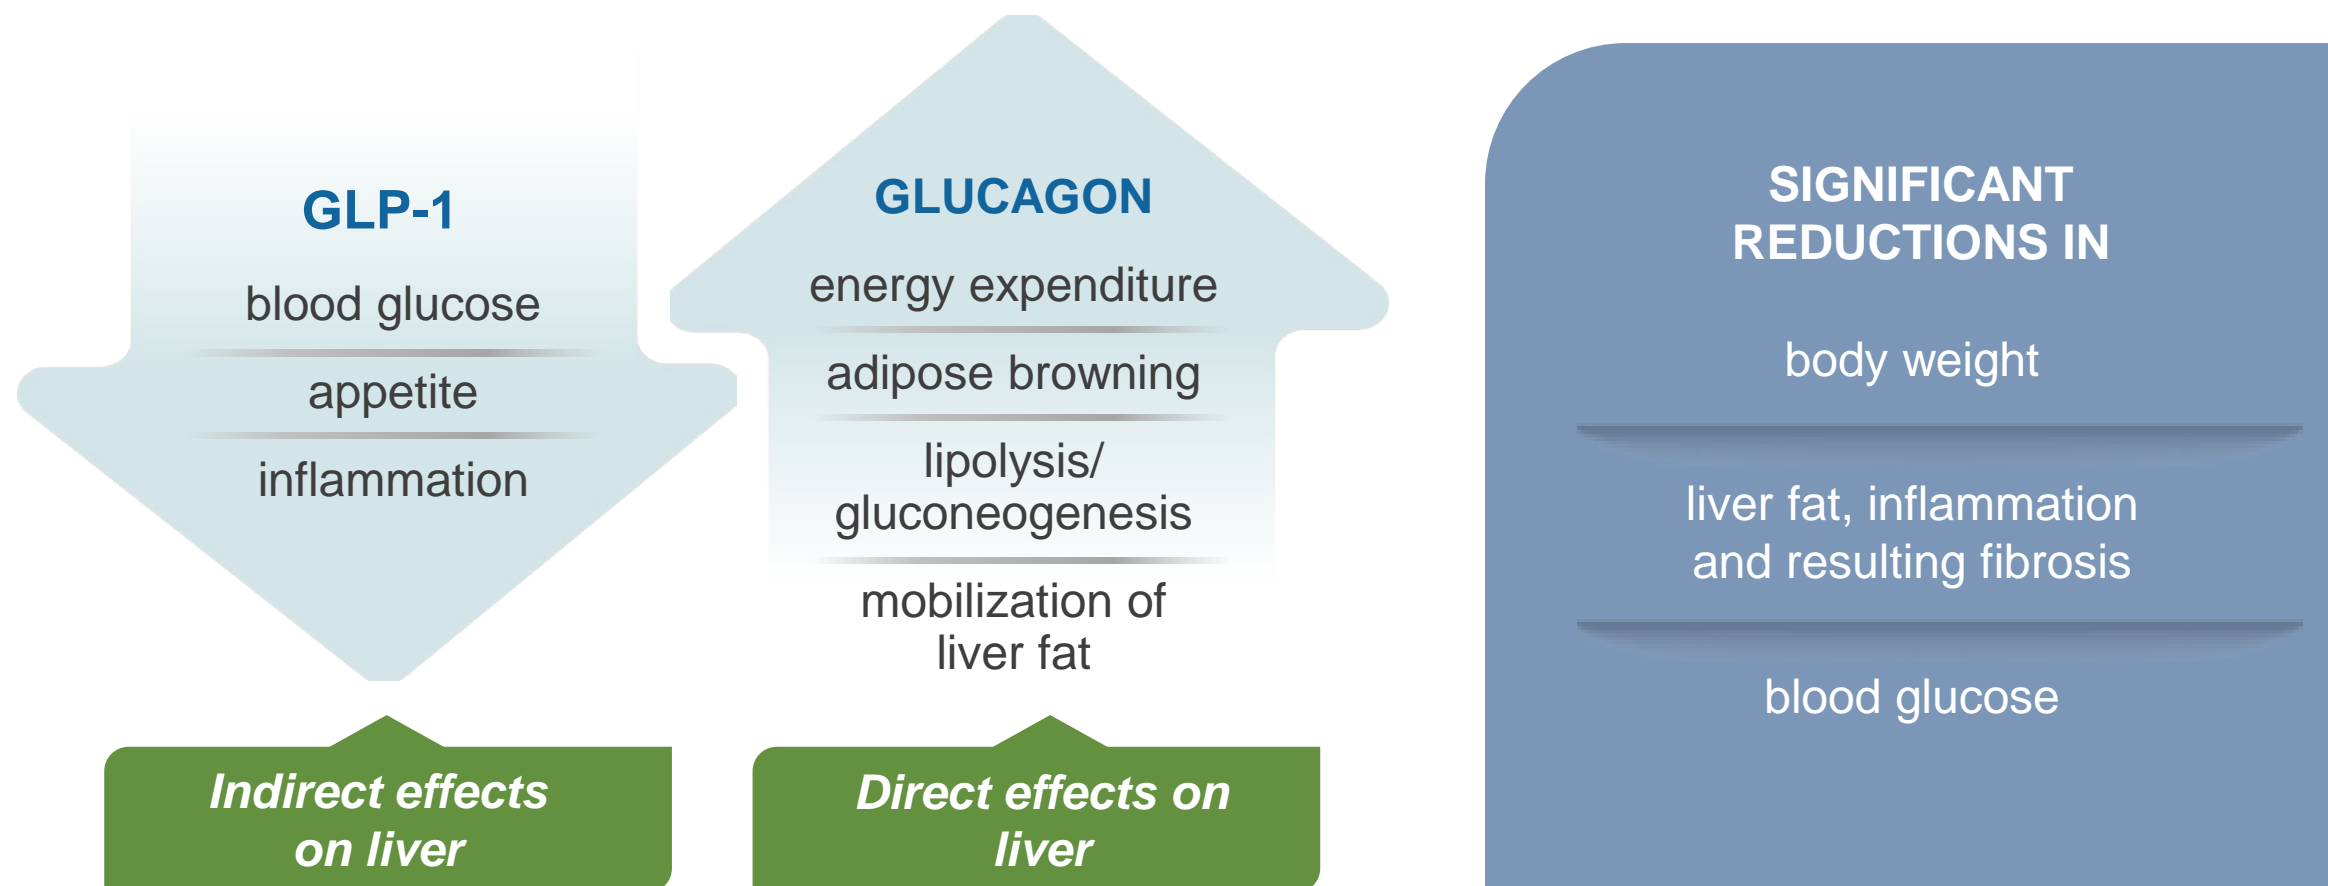 GLP-1
blood glucose
appetite
inflammation
Indirect effects
on liver
GLUCAGON
energy expenditure
adipose browning
lipolysis/
gluconeogenesis
mobilization of
liver fat
Direct effects on
liver
SIGNIFICANT
REDUCTIONS IN
body weight
liver fat, inflammation
and resulting fibrosis
blood glucose